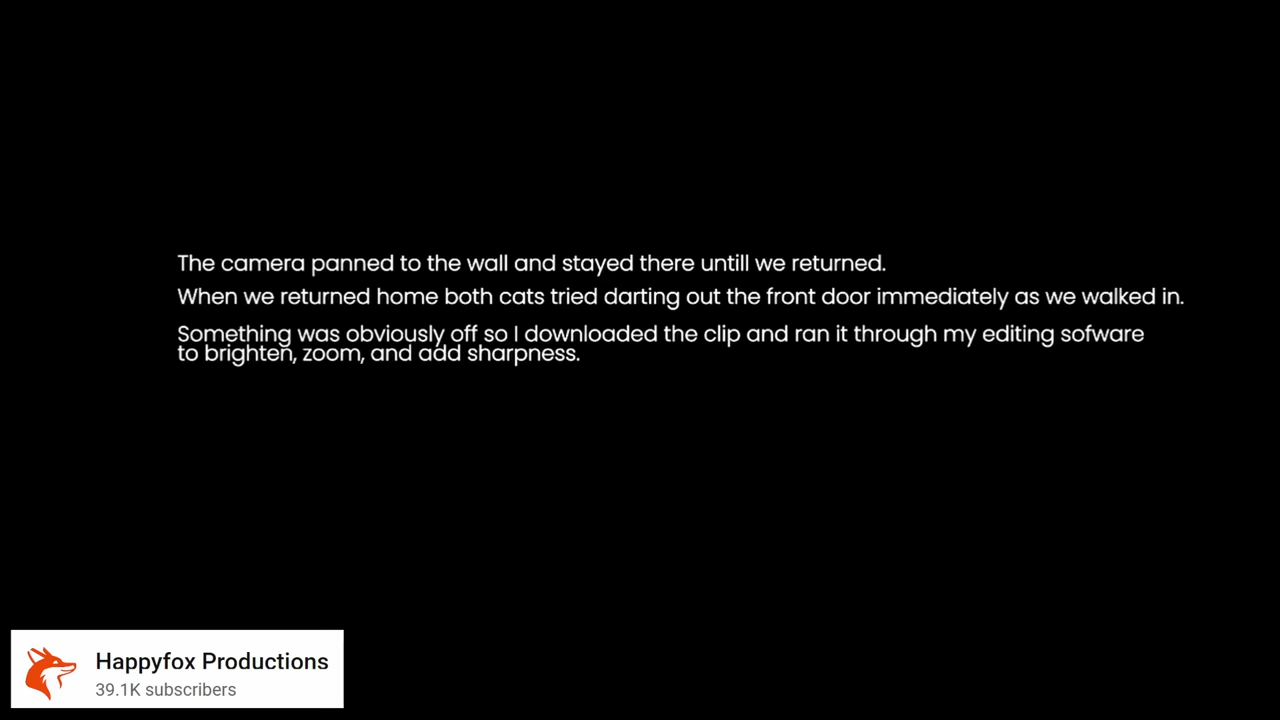 The camera panned to the wall and stayed there untill we returned.
When we returned home both cats tried darting out the front door immediately as we walked in.
Something was obviously off so I downloaded the clip and ran it through my editing sofware
to brighten, zoom, and add sharpness.
Happyfox Productions
39.1K subscribers